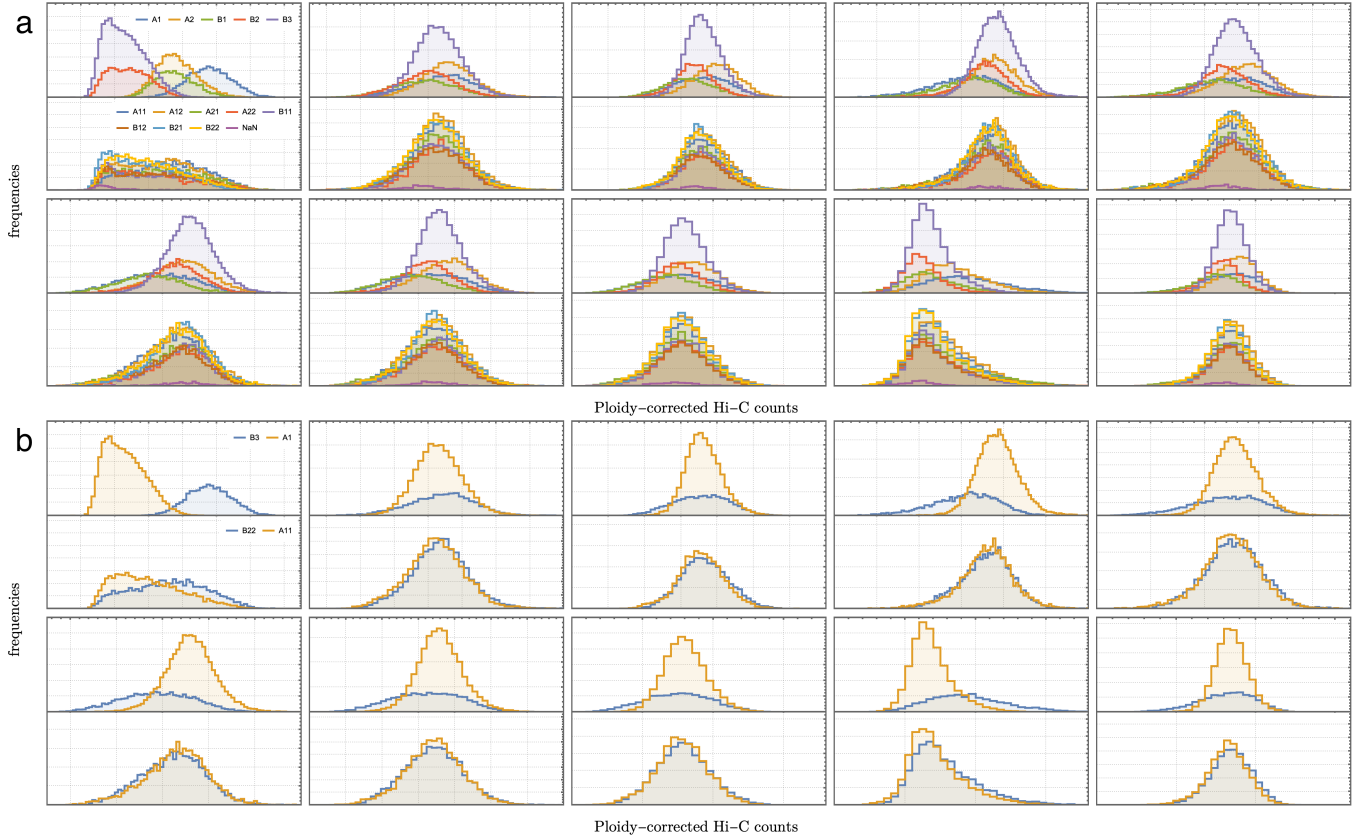 a
A1 A2 B1 B2 B3
A11 A12 A21 A22 B11
B12 B21 B22 NaN
frequencies
Ploidy-corrected Hi-C counts
b
B3 A1
B22 A11
frequencies
Ploidy-corrected Hi-C counts